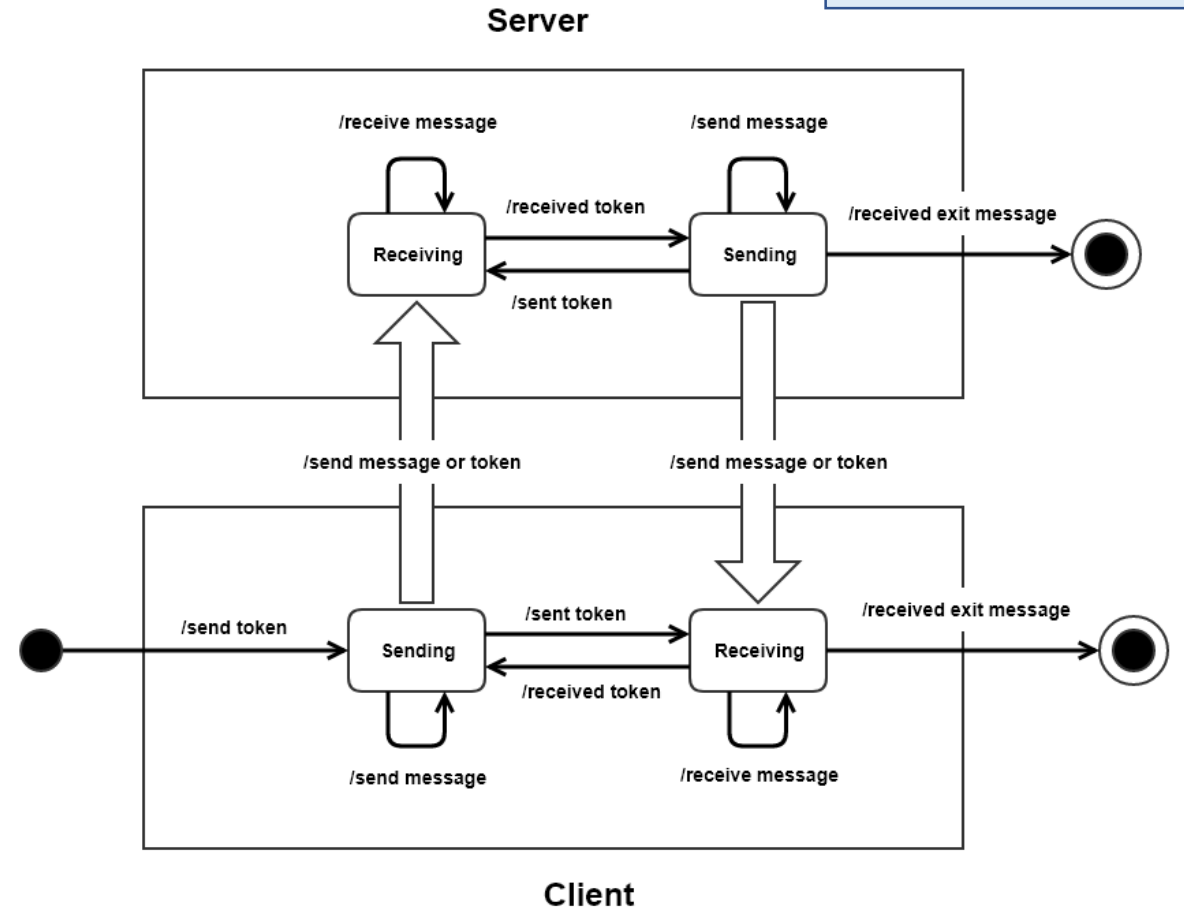 Server
/receive message
/send message
/received token
/received exit message
Receiving
Sending
/sent token
/send message or token
/send message or token
/send token
/sent token
/received exit message
Sending
Receiving
/received token
/send message
/receive message
Client